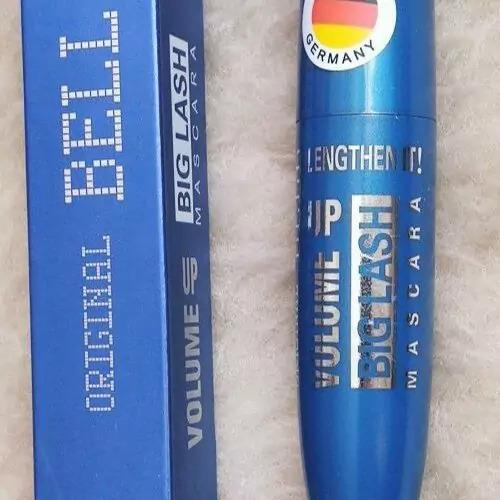 ORIGINAL BELL
VOLUME UP
BIG LASH
MASCARA
GERMANY
LENGTHEN IT!
VOLUME UP
BIG LASH
MASCARA